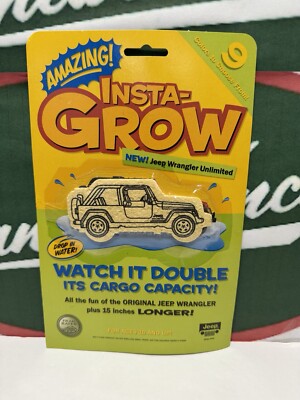 AMAZING!
INSTA-
GROW
NEW! Jeep Wrangler Unlimited
DROP IN
WATER!
WATCH IT DOUBLE
ITS CARGO CAPACITY!
All the fun of the ORIGINAL JEEP WRANGLER
plus 15 inches LONGER!
Jeep